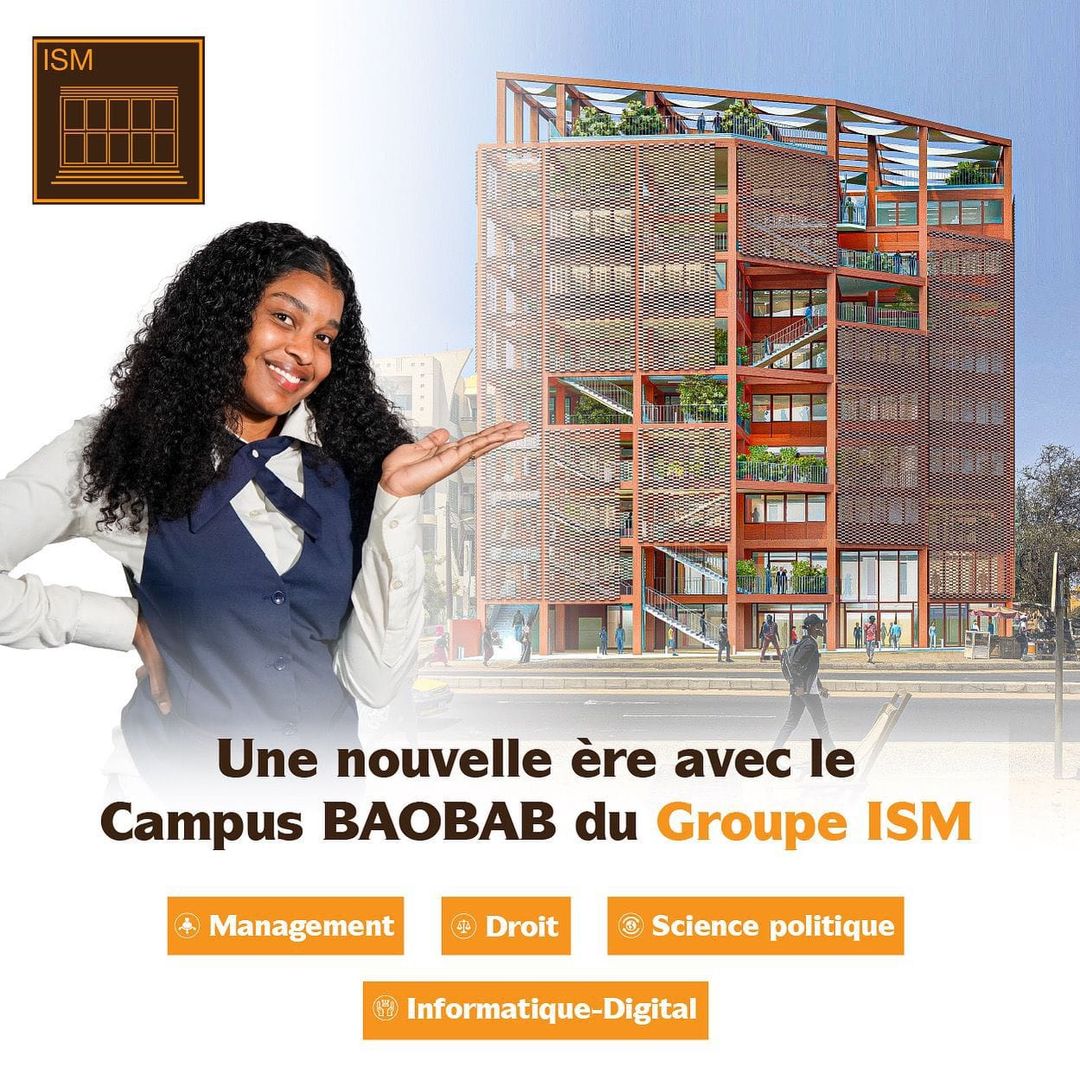 ISM
Une nouvelle ère avec le
Campus BAOBAB du Groupe ISM
Management
Droit
Science politique
Informatique-Digital